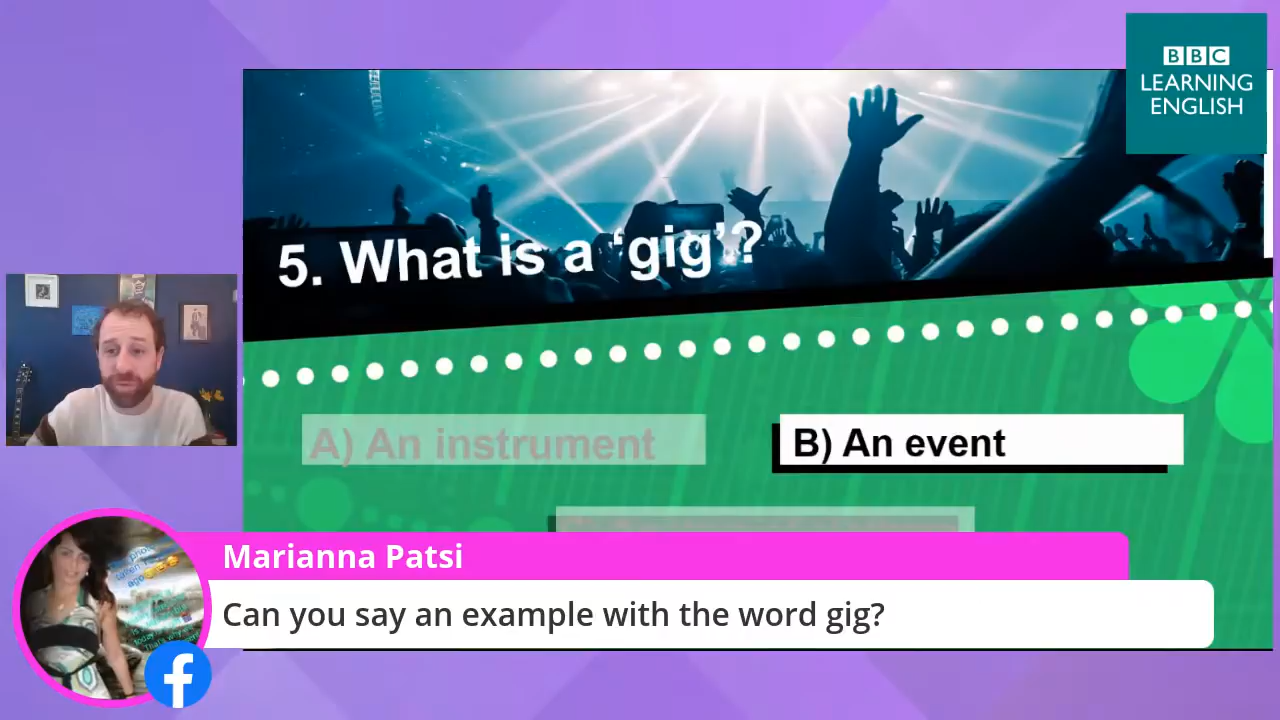 BBC
LEARNING
ENGLISH
5. What is a ‘gig’?
A) An instrument
B) An event
Marianna Patsi
Can you say an example with the word gig?